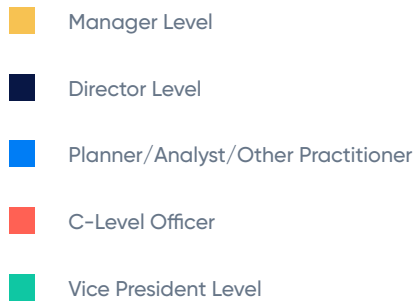 Manager Level
Director Level
Planner/Analyst/Other Practitioner
C-Level Officer
Vice President Level